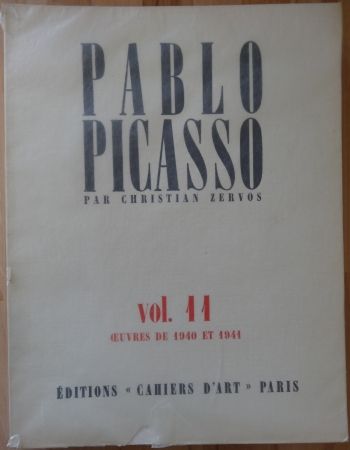 PABLO
PICASSO
PAR CHRISTIAN ZERVOS
vol. 11
ŒUVRES DE 1940 ET 1941
ÉDITIONS « CAHIERS D'ART » PARIS